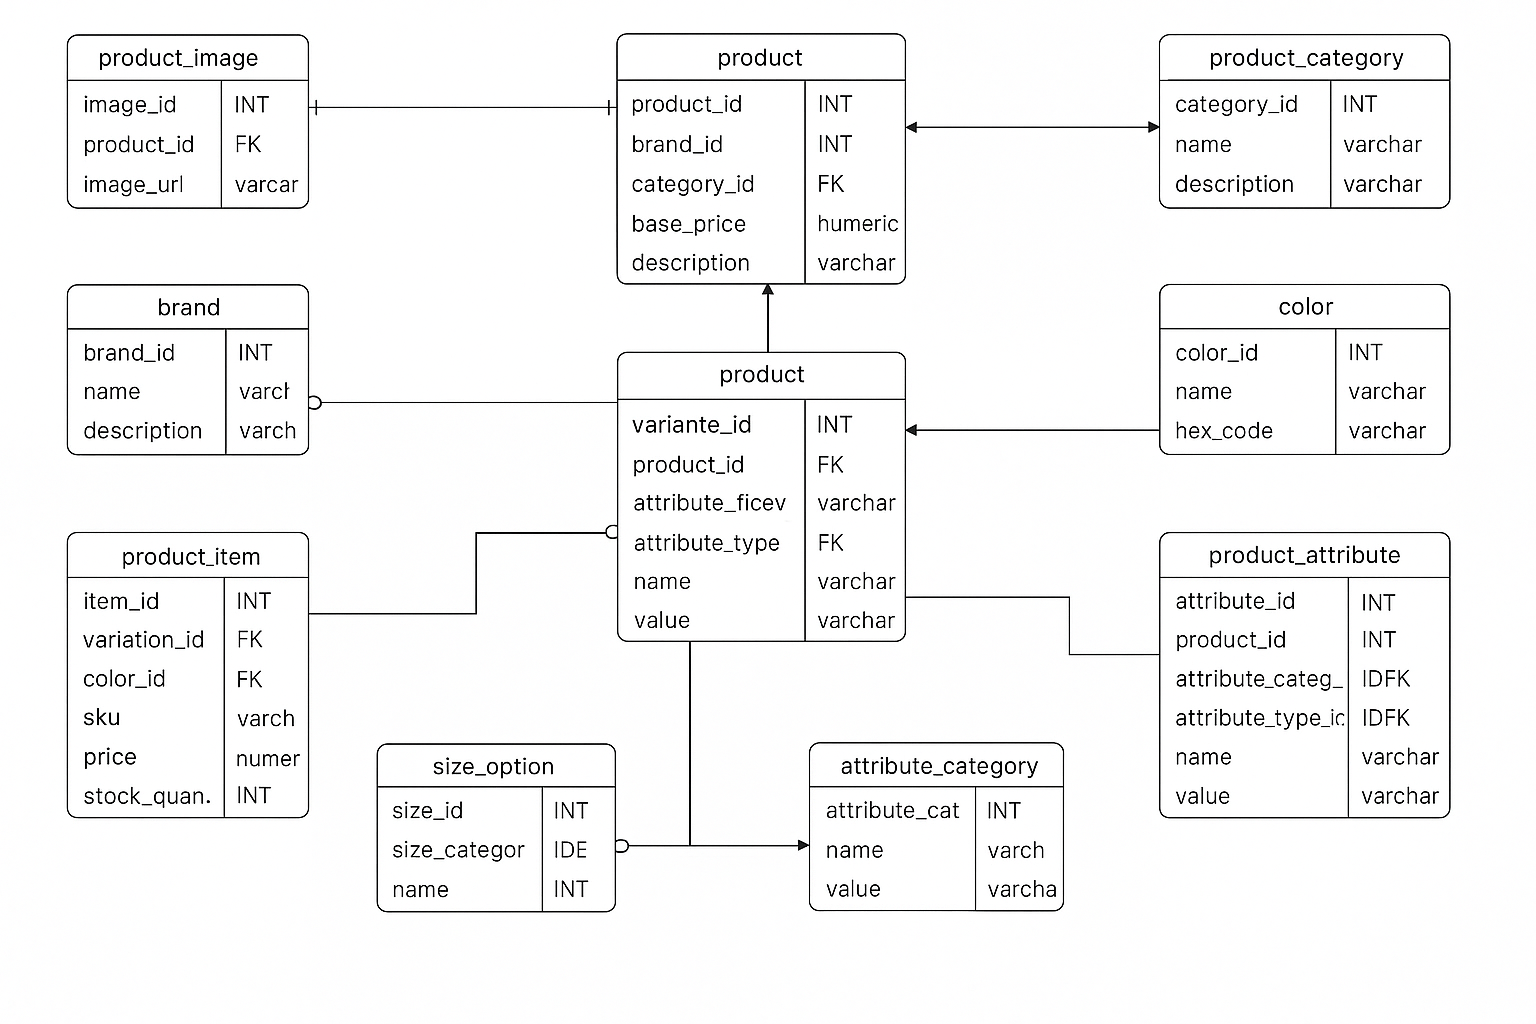 product_image
image_id INT
product_id FK
image_url varcar
product
product_id INT
brand_id INT
category_id FK
base_price humeric
description varchar
product_category
category_id INT
name varchar
description varchar
brand
brand_id INT
name varcł
description varch
product
variante_id INT
product_id FK
attribute_ficev varchar
attribute_type FK
name varchar
value varchar
color
color_id INT
name varchar
hex_code varchar
product_item
item_id INT
variation_id FK
color_id FK
sku varch
price numer
stock_quan. INT
size_option
size_id INT
size_categor IDE
name INT
attribute_category
attribute_cat INT
name varch
value varcha
product_attribute
attribute_id INT
product_id INT
attribute_categ_ IDFK
attribute_type_ic IDFK
name varchar
value varchar